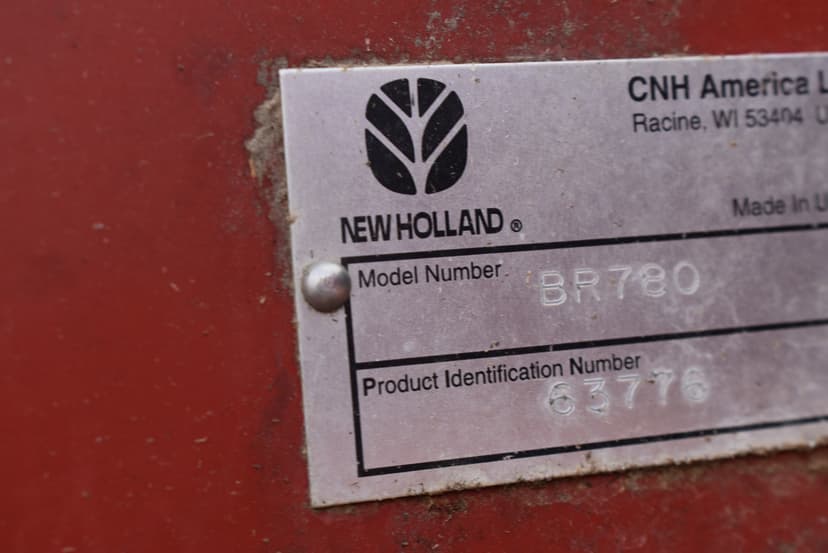 CNH America L
Racine, WI 53404 U
Made In U
NEW HOLLAND ®
Model Number BR780
Product Identification Number
63776